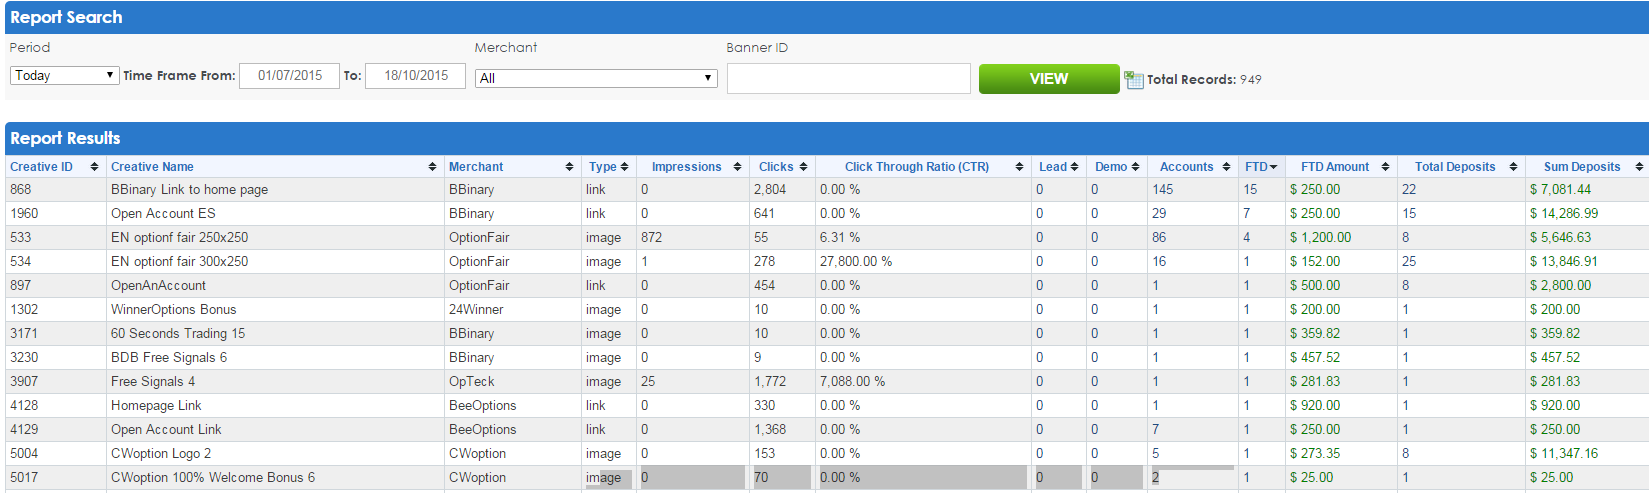 Report Search
Period Merchant Banner ID
Today Time Frame From: 01/07/2015 To: 18/10/2015 All VIEW Total Records: 949
Report Results
Creative ID Creative Name Merchant Type Impressions Clicks Click Through Ratio (CTR) Lead Demo Accounts FTD FTD Amount Total Deposits Sum Deposits
868 BBinary Link to home page BBinary link 0 2,804 0.00 % 0 0 145 15 $ 250.00 22 $ 7,081.44
1960 Open Account ES BBinary link 0 641 0.00 % 0 0 29 7 $ 250.00 15 $ 14,286.99
533 EN optionf fair 250x250 OptionFair image 872 55 6.31 % 0 0 86 4 $ 1,200.00 8 $ 5,646.63
534 EN optionf fair 300x250 OptionFair image 1 278 27,800.00 % 0 0 16 1 $ 152.00 25 $ 13,846.91
897 OpenAnAccount OptionFair link 0 454 0.00 % 0 0 1 1 $ 500.00 8 $ 2,800.00
1302 WinnerOptions Bonus 24Winner image 0 10 0.00 % 0 0 1 1 $ 200.00 1 $ 200.00
3171 60 Seconds Trading 15 BBinary image 0 10 0.00 % 0 0 1 1 $ 359.82 1 $ 359.82
3230 BDB Free Signals 6 BBinary image 0 9 0.00 % 0 0 1 1 $ 457.52 1 $ 457.52
3907 Free Signals 4 OpTeck image 25 1,772 7,088.00 % 0 0 1 1 $ 281.83 1 $ 281.83
4128 Homepage Link BeeOptions link 0 330 0.00 % 0 0 1 1 $ 920.00 1 $ 920.00
4129 Open Account Link BeeOptions link 0 1,368 0.00 % 0 0 7 1 $ 250.00 1 $ 250.00
5004 CWoption Logo 2 CWoption image 0 153 0.00 % 0 0 5 1 $ 273.35 8 $ 11,347.16
5017 CWoption 100% Welcome Bonus 6 CWoption image 0 70 0.00 % 0 0 2 1 $ 25.00 1 $ 25.00